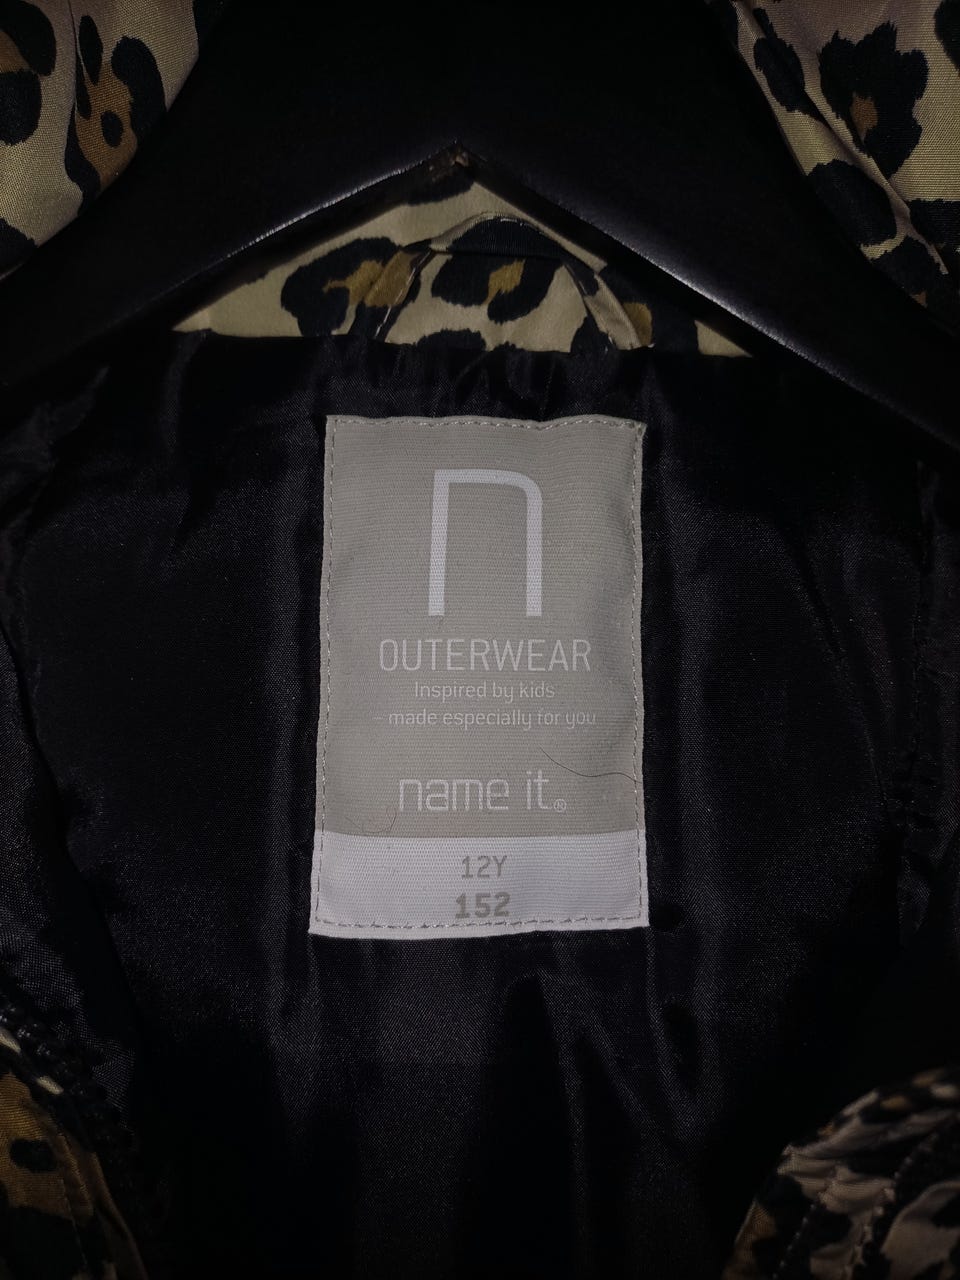 n
OUTERWEAR
Inspired by kids
– made especially for you
name it®
12Y
152